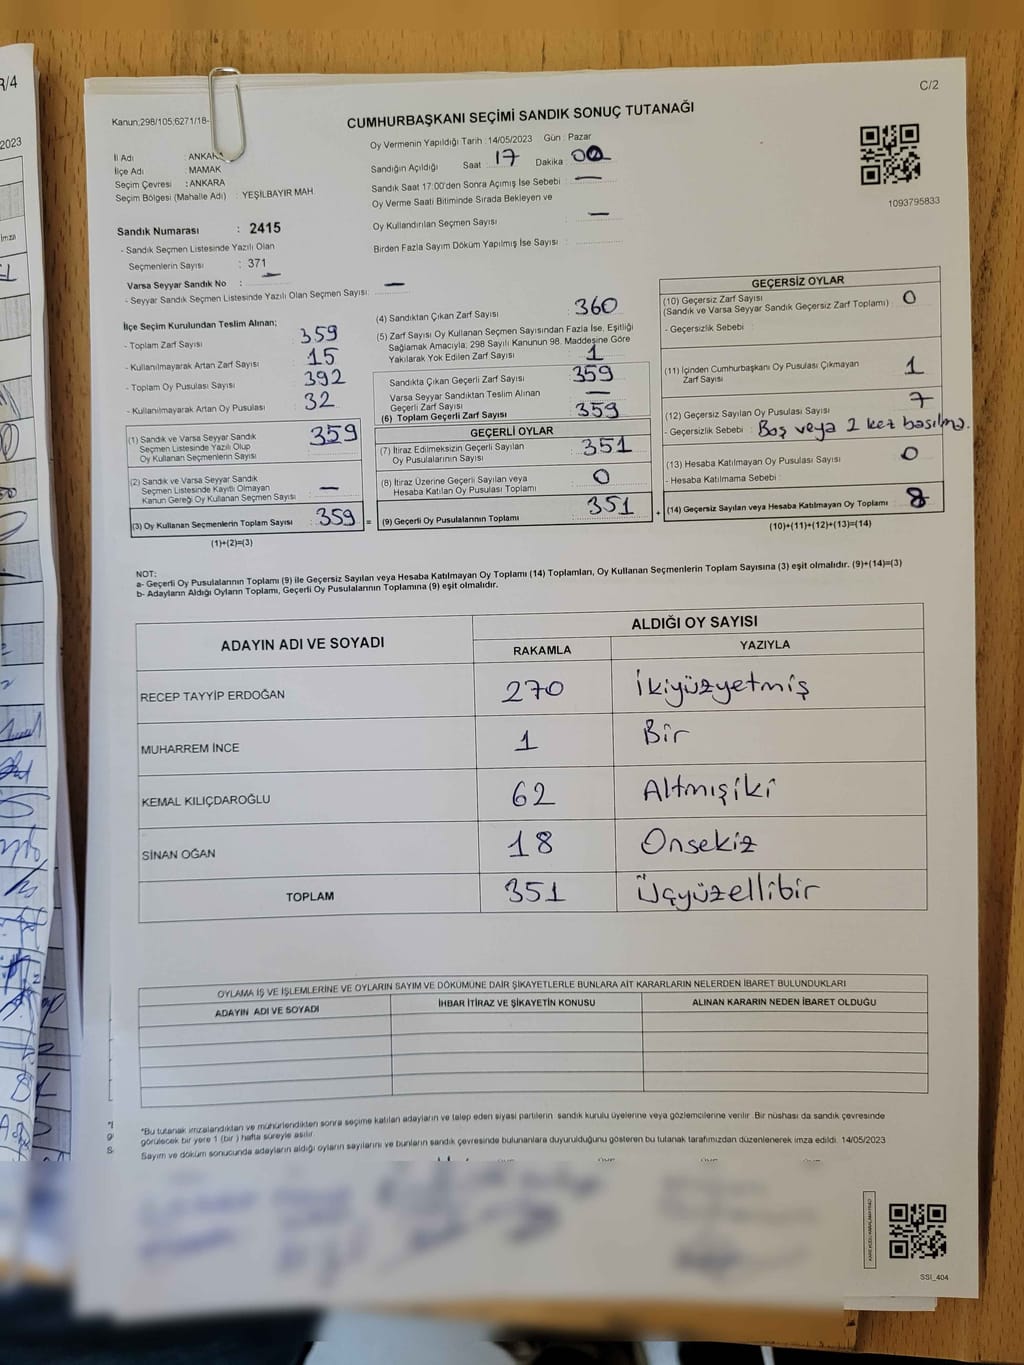 R/4
2023
İmza
C/2
Kanun,298/105;6271/18-
CUMHURBAŞKANI SEÇİMİ SANDIK SONUÇ TUTANAĞI
İl Adı : ANKARA
İlçe Adı : MAMAK
Seçim Çevresi : ANKARA
Seçim Bölgesi (Mahalle Adı) : YEŞİLBAYIR MAH.
Oy Vermenin Yapıldığı Tarih : 14/05/2023 Gün : Pazar
Sandığın Açıldığı Saat : 17 Dakika : 00
Sandık Saat 17:00'den Sonra Açımış İse Sebebi : —
Oy Verme Saati Bitiminde Sırada Bekleyen ve
Oy Kullandırılan Seçmen Sayısı : —
Birden Fazla Sayım Döküm Yapılmış İse Sayısı :
1093795833
Sandık Numarası : 2415
- Sandık Seçmen Listesinde Yazılı Olan
Seçmenlerin Sayısı : 371
Varsa Seyyar Sandık No : —
- Seyyar Sandık Seçmen Listesinde Yazılı Olan Seçmen Sayısı: —
İlçe Seçim Kurulundan Teslim Alınan;
- Toplam Zarf Sayısı : 359
- Kullanılmayarak Artan Zarf Sayısı : 15
- Toplam Oy Pusulası Sayısı : 392
- Kullanılmayarak Artan Oy Pusulası : 32
(1) Sandık ve Varsa Seyyar Sandık
Seçmen Listesinde Yazılı Olup
Oy Kullanan Seçmenlerin Sayısı : 359
(2) Sandık ve Varsa Seyyar Sandık
Seçmen Listesinde Kayıtlı Olmayan
Kanun Gereği Oy Kullanan Seçmen Sayısı : —
(3) Oy Kullanan Seçmenlerin Toplam Sayısı : 359 =
(1)+(2)=(3)
(4) Sandıktan Çıkan Zarf Sayısı : 360
(5) Zarf Sayısı Oy Kullanan Seçmen Sayısından Fazla İse, Eşitliği
Sağlamak Amacıyla; 298 Sayılı Kanunun 98. Maddesine Göre
Yakılarak Yok Edilen Zarf Sayısı : 1
Sandıkta Çıkan Geçerli Zarf Sayısı : 359
Varsa Seyyar Sandıktan Teslim Alınan
Geçerli Zarf Sayısı : —
(6) Toplam Geçerli Zarf Sayısı : 359
GEÇERLİ OYLAR
(7) İtiraz Edilmeksizin Geçerli Sayılan
Oy Pusulalarının Sayısı : 351
(8) İtiraz Üzerine Geçerli Sayılan veya
Hesaba Katılan Oy Pusulası Toplamı : 0
(9) Geçerli Oy Pusulalarının Toplamı : 351 +
GEÇERSİZ OYLAR
(10) Geçersiz Zarf Sayısı : 0
(Sandık ve Varsa Seyyar Sandık Geçersiz Zarf Toplamı)
- Geçersizlik Sebebi :
(11) İçinden Cumhurbaşkanı Oy Pusulası Çıkmayan
Zarf Sayısı : 1
(12) Geçersiz Sayılan Oy Pusulası Sayısı : 7
- Geçersizlik Sebebi : Boş veya 2 kez basılmış.
(13) Hesaba Katılmayan Oy Pusulası Sayısı : 0
- Hesaba Katılmama Sebebi :
(14) Geçersiz Sayılan veya Hesaba Katılmayan Oy Toplamı : 8
(10)+(11)+(12)+(13)=(14)
NOT:
a- Geçerli Oy Pusulalarının Toplamı (9) ile Geçersiz Sayılan veya Hesaba Katılmayan Oy Toplamı (14) Toplamları, Oy Kullanan Seçmenlerin Toplam Sayısına (3) eşit olmalıdır. (9)+(14)=(3)
b- Adayların Aldığı Oyların Toplamı, Geçerli Oy Pusulalarının Toplamına (9) eşit olmalıdır.
ADAYIN ADI VE SOYADI
ALDIĞI OY SAYISI
RAKAMLA YAZIYLA
RECEP TAYYİP ERDOĞAN 270 İkiyüzyetmiş
MUHARREM İNCE 1 Bir
KEMAL KILIÇDAROĞLU 62 Altmışiki
SİNAN OĞAN 18 Onsekiz
TOPLAM 351 Üçyüzellibir
OYLAMA İŞ VE İŞLEMLERİNE VE OYLARIN SAYIM VE DÖKÜMÜNE DAİR ŞİKAYETLERLE BUNLARA AİT KARARLARIN NELERDEN İBARET BULUNDUKLARI
ADAYIN ADI VE SOYADI İHBAR İTİRAZ VE ŞİKAYETİN KONUSU ALINAN KARARIN NEDEN İBARET OLDUĞU
*Bu tutanak imzalandıktan ve mühürlendikten sonra seçime katılan adayların ve talep eden siyasi partilerin sandık kurulu üyelerine veya gözlemcilerine verilir. Bir nüshası da sandık çevresinde
görülecek bir yere 1 (bir) hafta süreyle asılır.
Sayım ve döküm sonucunda adayların aldığı oyların sayılarını ve bunların sandık çevresinde bulunanlara duyurulduğunu gösteren bu tutanak tarafımızdan düzenlenerek imza edildi. 14/05/2023
SSI_404